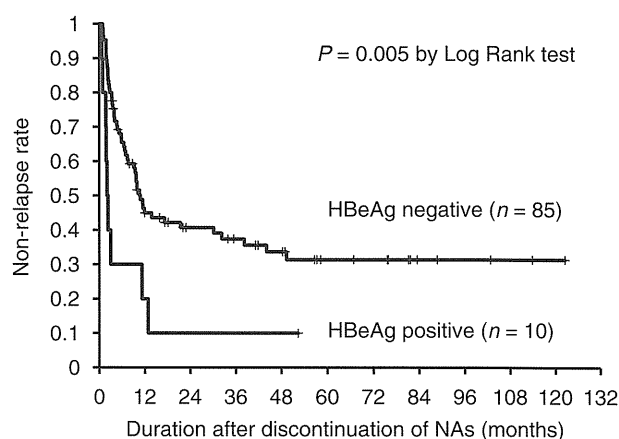 P = 0.005 by Log Rank test
Non-relapse rate
1
0.9
0.8
0.7
0.6
0.5
0.4
0.3
0.2
0.1
0
HBeAg negative (n = 85)
HBeAg positive (n = 10)
0 12 24 36 48 60 72 84 96 108 120 132
Duration after discontinuation of NAs (months)